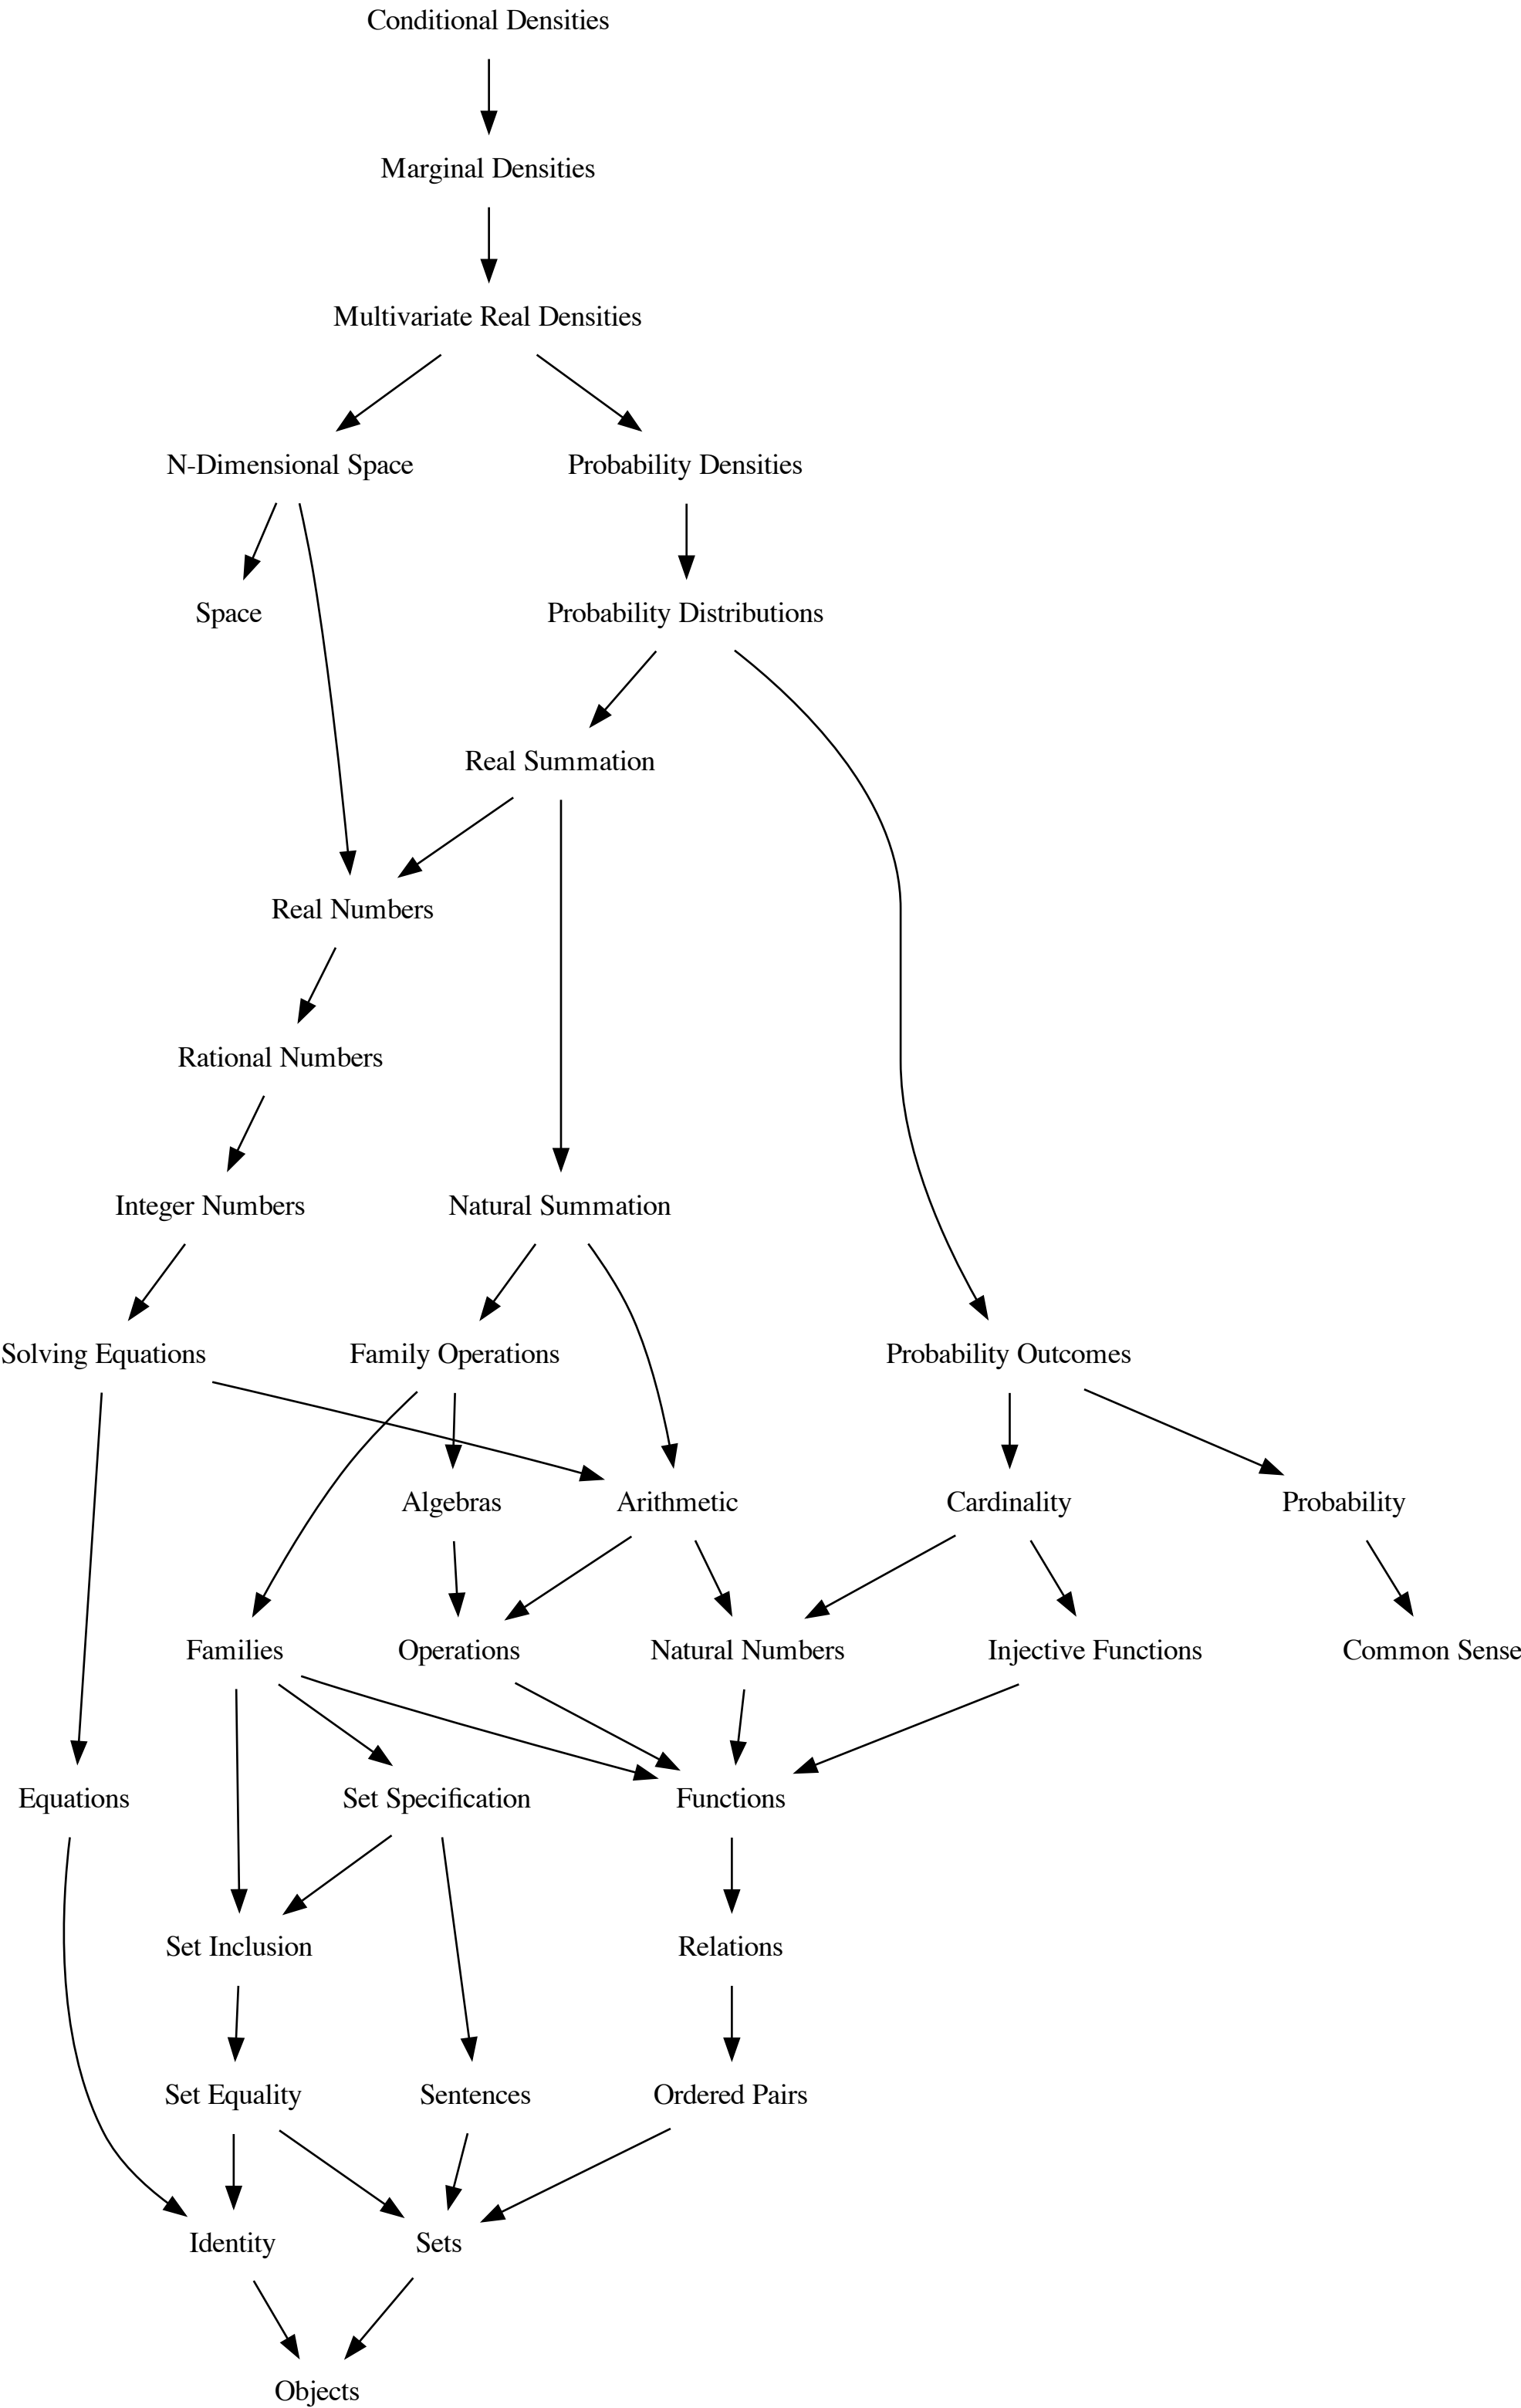 Conditional Densities
Marginal Densities
Multivariate Real Densities
N-Dimensional Space
Probability Densities
Space
Probability Distributions
Real Summation
Real Numbers
Rational Numbers
Integer Numbers
Natural Summation
Solving Equations
Family Operations
Probability Outcomes
Algebras
Arithmetic
Cardinality
Probability
Families
Operations
Natural Numbers
Injective Functions
Common Sense
Equations
Set Specification
Functions
Set Inclusion
Relations
Set Equality
Sentences
Ordered Pairs
Identity
Sets
Objects